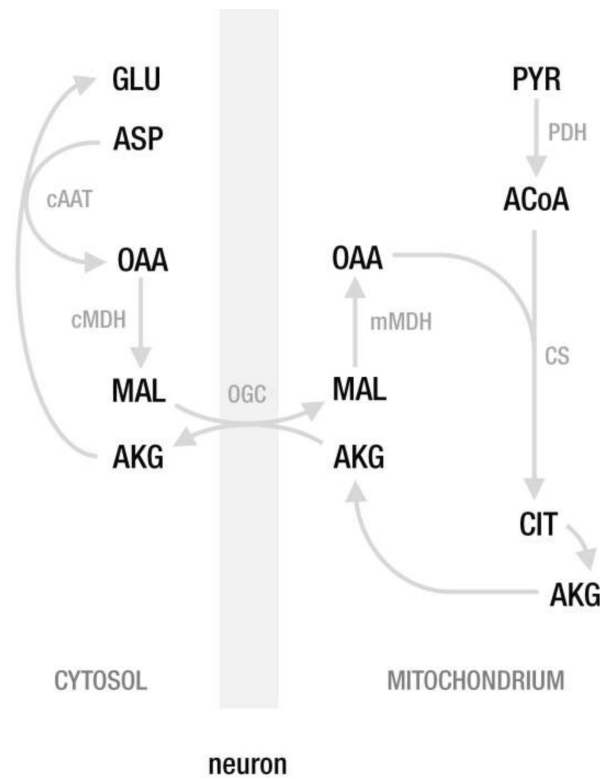 GLU
PYR
ASP
PDH
cAAT
ACoA
OAA
OAA
cMDH
mMDH
CS
MAL
OGC
MAL
AKG
AKG
CIT
AKG
CYTOSOL
MITOCHONDRIUM
neuron